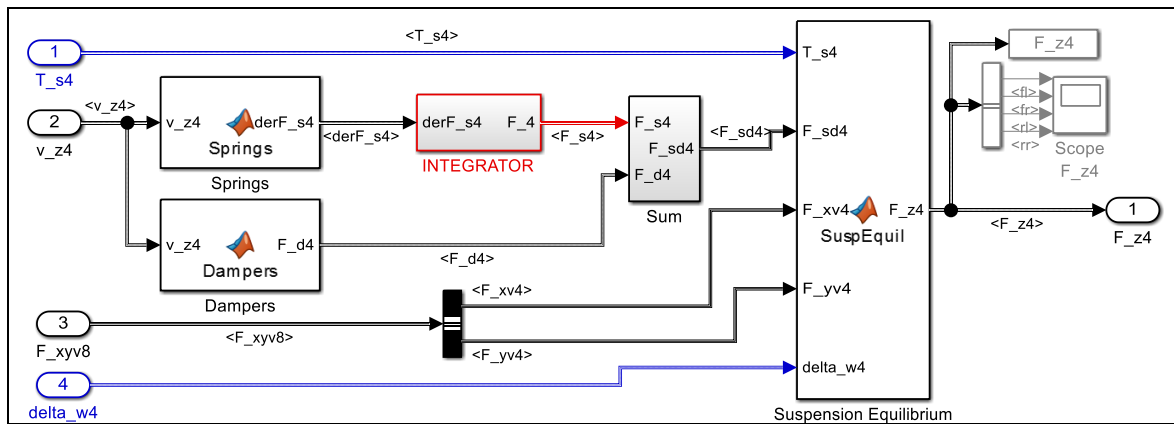 <T_s4>
1
T_s4
T_s4
2
v_z4
<v_z4>
v_z4
derF_s4
Springs
Springs
<derF_s4>
derF_s4
F_4
INTEGRATOR
<F_s4>
F_s4
F_sd4
F_d4
Sum
<F_sd4>
F_sd4
v_z4
F_d4
Dampers
Dampers
<F_d4>
3
F_xyv8
<F_xyv8>
<F_xv4>
<F_yv4>
F_xv4
F_z4
SuspEquil
F_yv4
4
delta_w4
delta_w4
Suspension Equilibrium
F_z4
<fl>
<fr>
<rl>
<rr>
Scope
F_z4
<F_z4>
1
F_z4